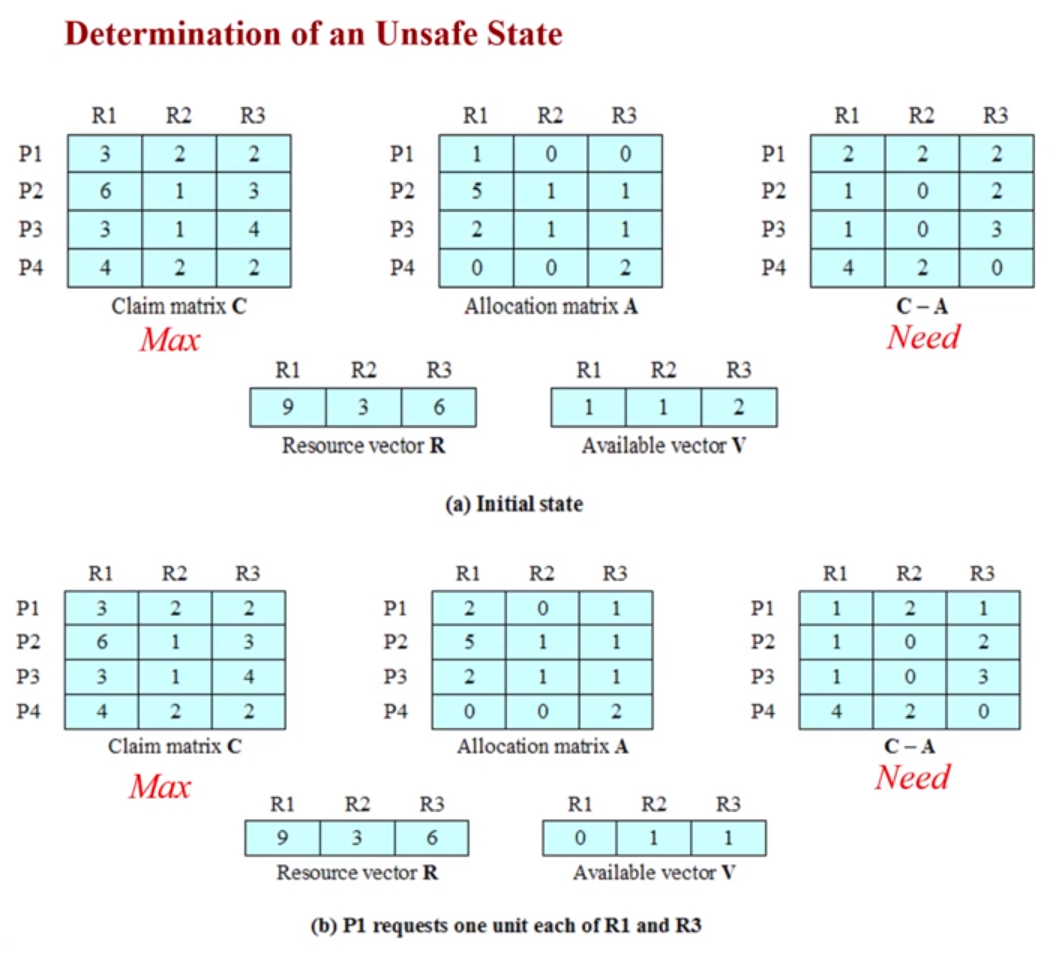 Determination of an Unsafe State
R1 R2 R3 R1 R2 R3 R1 R2 R3
P1 3 2 2 P1 1 0 0 P1 2 2 2
P2 6 1 3 P2 5 1 1 P2 1 0 2
P3 3 1 4 P3 2 1 1 P3 1 0 3
P4 4 2 2 P4 0 0 2 P4 4 2 0
Claim matrix C Allocation matrix A C – A
Max Need
R1 R2 R3 R1 R2 R3
9 3 6 1 1 2
Resource vector R Available vector V
(a) Initial state
R1 R2 R3 R1 R2 R3 R1 R2 R3
P1 3 2 2 P1 2 0 1 P1 1 2 1
P2 6 1 3 P2 5 1 1 P2 1 0 2
P3 3 1 4 P3 2 1 1 P3 1 0 3
P4 4 2 2 P4 0 0 2 P4 4 2 0
Claim matrix C Allocation matrix A C – A
Max Need
R1 R2 R3 R1 R2 R3
9 3 6 0 1 1
Resource vector R Available vector V
(b) P1 requests one unit each of R1 and R3